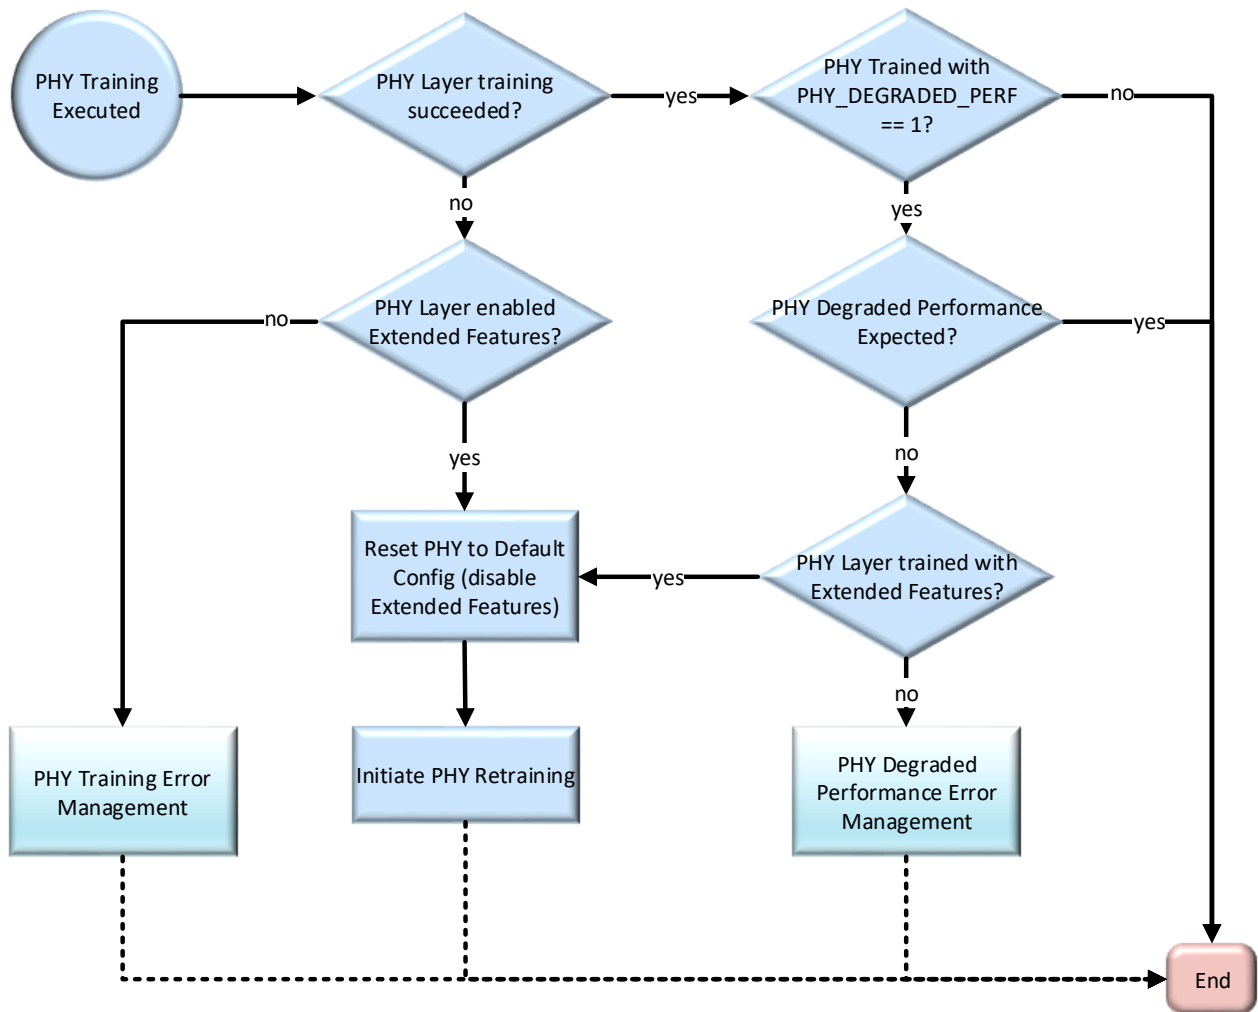 PHY Training
Executed
PHY Layer training
succeeded?
yes
PHY Trained with
PHY_DEGRADED_PERF
== 1?
no
no
yes
no
PHY Layer enabled
Extended Features?
PHY Degraded Performance
Expected?
yes
yes
no
Reset PHY to Default
Config (disable
Extended Features)
yes
PHY Layer trained with
Extended Features?
no
PHY Training Error
Management
Initiate PHY Retraining
PHY Degraded
Performance Error
Management
End